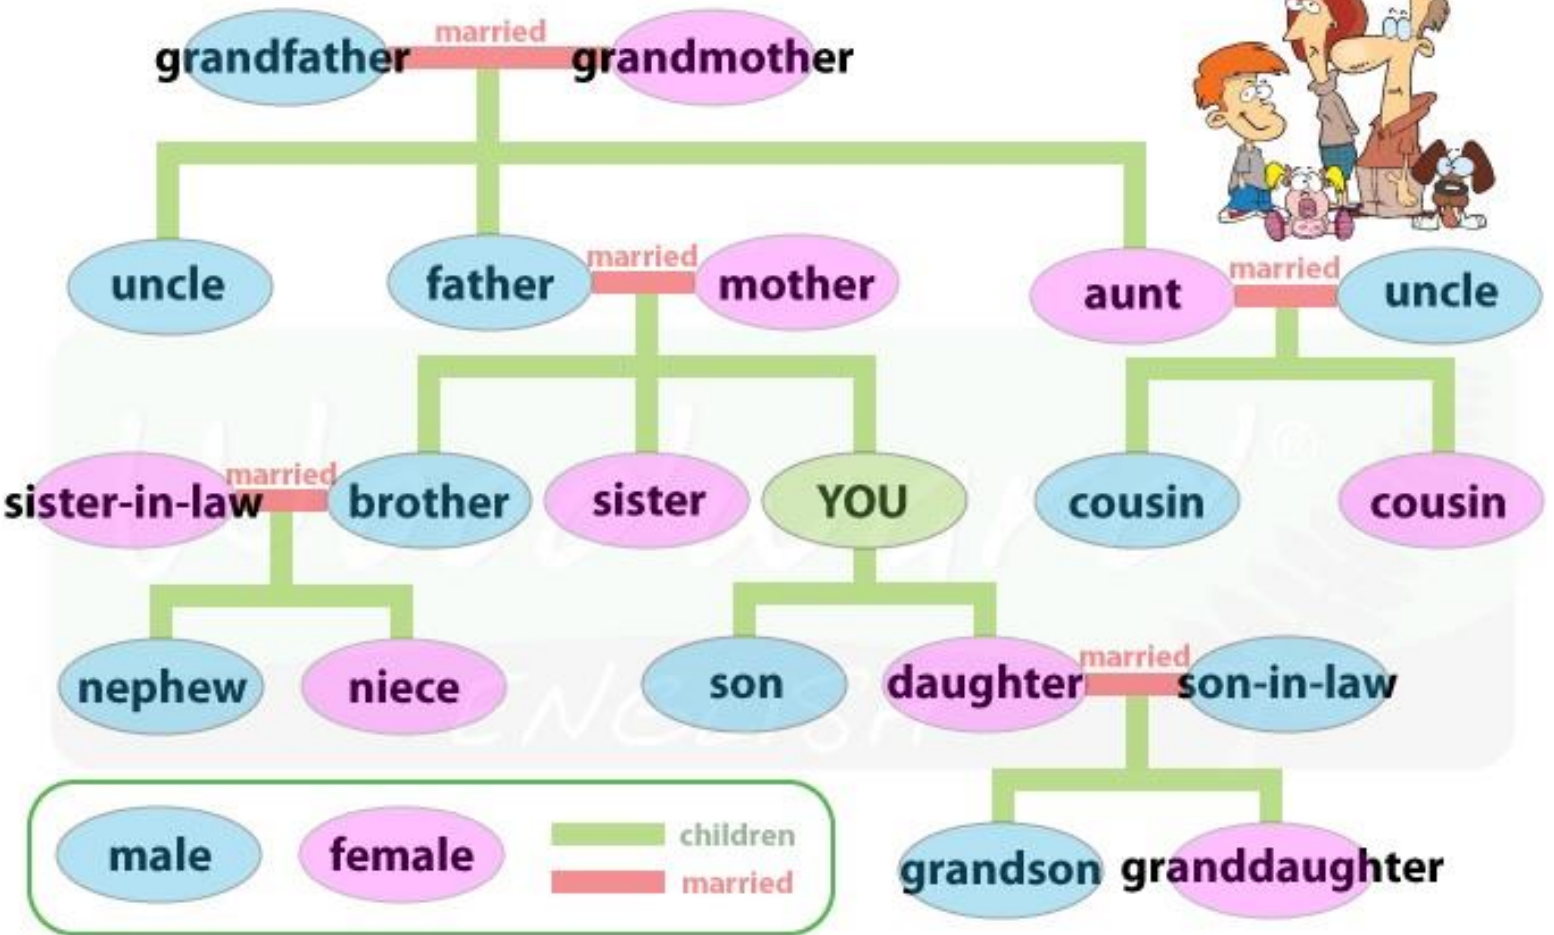 married
grandfather grandmother
married
uncle father mother
married
aunt uncle
married
sister-in-law brother sister YOU cousin cousin
married
nephew niece son daughter son-in-law
male female children
married
grandson granddaughter
ENGLISH
®